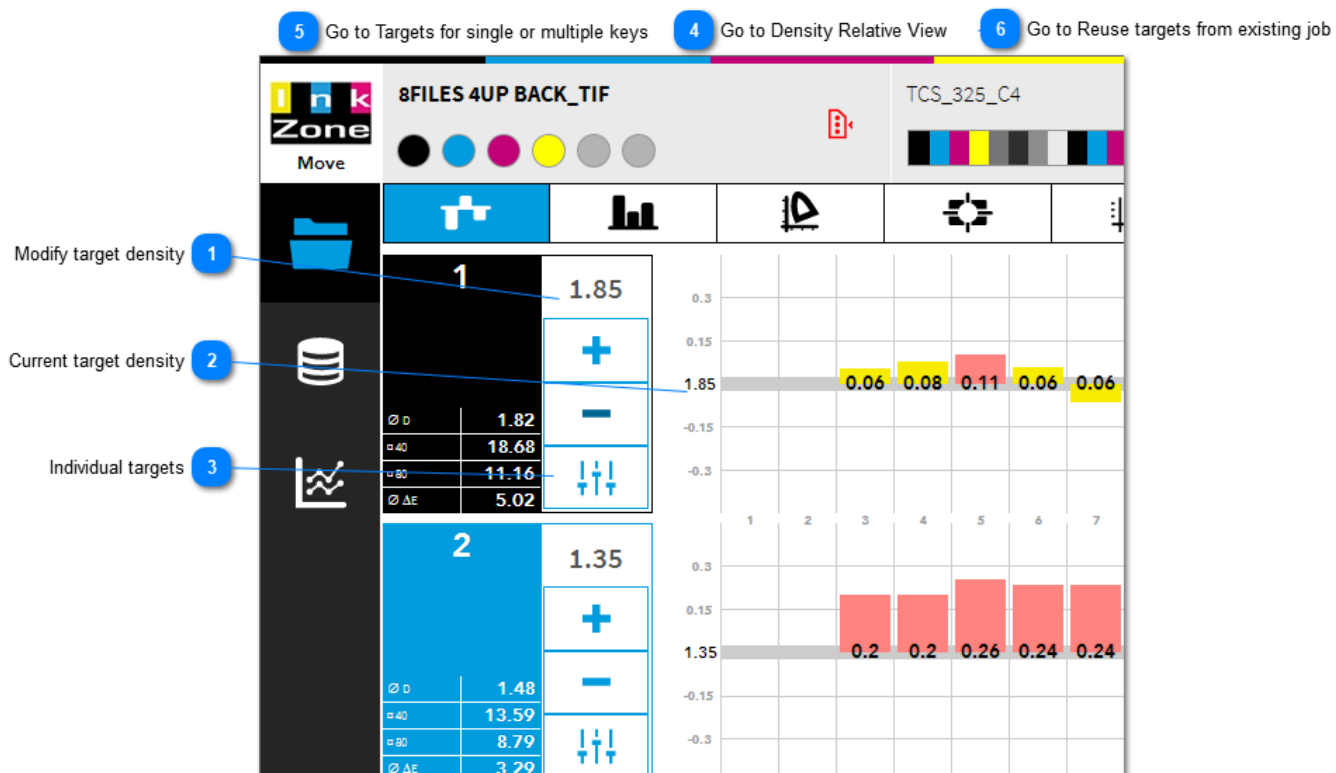 5 Go to Targets for single or multiple keys 4 Go to Density Relative View 6 Go to Reuse targets from existing job
Ink
Zone
Move
8FILES 4UP BACK_TIF
TCS_325_C4
Modify target density 1
Current target density 2
Individual targets 3
1
1.85
Ø D 1.82
¤ 40 18.68
¤ 80 11.16
Ø ΔE 5.02
0.3
0.15
1.85 0.06 0.08 0.11 0.06 0.06
-0.15
-0.3
1 2 3 4 5 6 7
2
1.35
Ø D 1.48
¤ 40 13.59
¤ 80 8.79
Ø ΔE 3.29
0.3
0.15
1.35 0.2 0.2 0.26 0.24 0.24
-0.15
-0.3